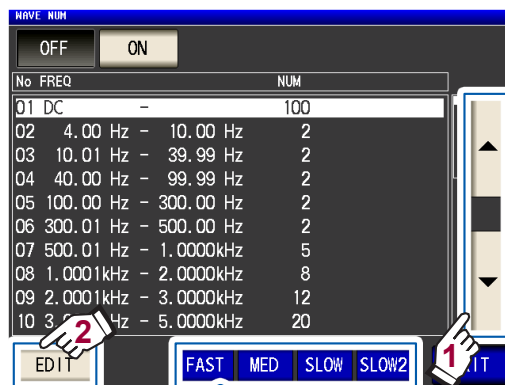 WAVE NUM
OFF ON
No FREQ NUM
01 DC - 100
02 4.00 Hz - 10.00 Hz 2
03 10.01 Hz - 39.99 Hz 2
04 40.00 Hz - 99.99 Hz 2
05 100.00 Hz - 300.00 Hz 2
06 300.01 Hz - 500.00 Hz 2
07 500.01 Hz - 1.0000kHz 5
08 1.0001kHz - 2.0000kHz 8
09 2.0001kHz - 3.0000kHz 12
10 Hz - 5.0000kHz 20
2
1
EDIT FAST MED SLOW SLOW2